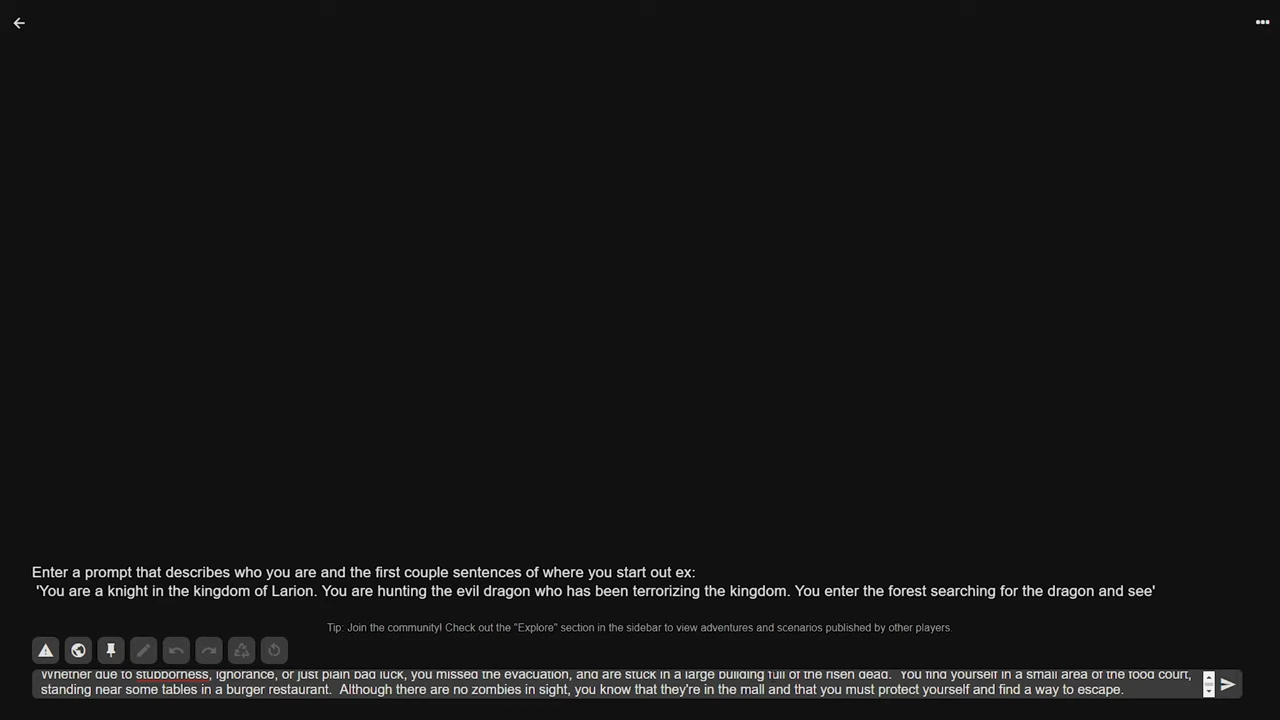 Enter a prompt that describes who you are and the first couple sentences of where you start out ex:
'You are a knight in the kingdom of Larion. You are hunting the evil dragon who has been terrorizing the kingdom. You enter the forest searching for the dragon and see'
Tip: Join the community! Check out the "Explore" section in the sidebar to view adventures and scenarios published by other players.
Whether due to stubborness, ignorance, or just plain bad luck, you missed the evacuation, and are stuck in a large building full of the risen dead.  You find yourself in a small area of the food court,
standing near some tables in a burger restaurant.  Although there are no zombies in sight, you know that they're in the mall and that you must protect yourself and find a way to escape.